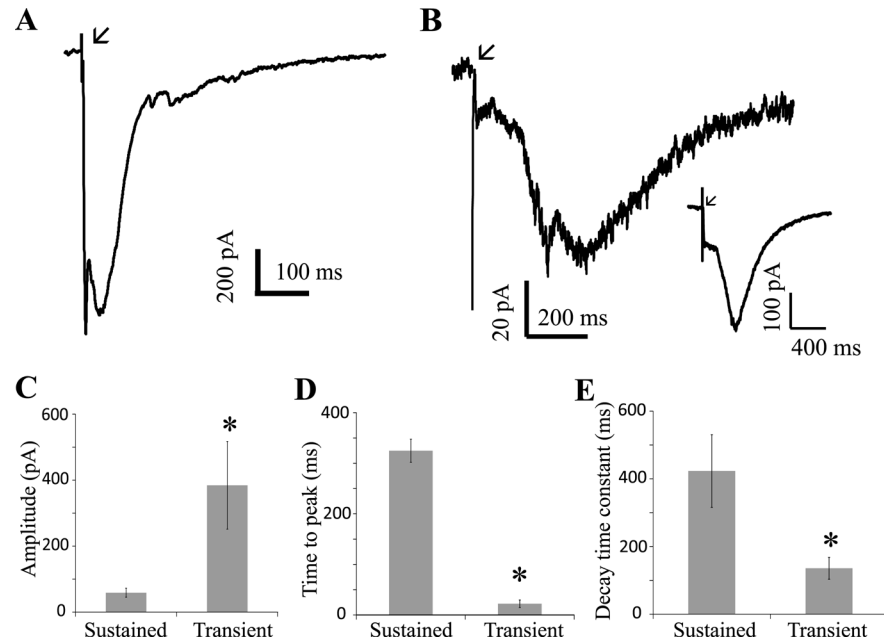 A
B
200 pA
100 ms
20 pA
200 ms
100 pA
400 ms
C
D
E
Amplitude (pA)
600
400
200
0
Sustained
Transient
*
Time to peak (ms)
400
200
0
Sustained
Transient
*
Decay time constant (ms)
600
400
200
0
Sustained
Transient
*